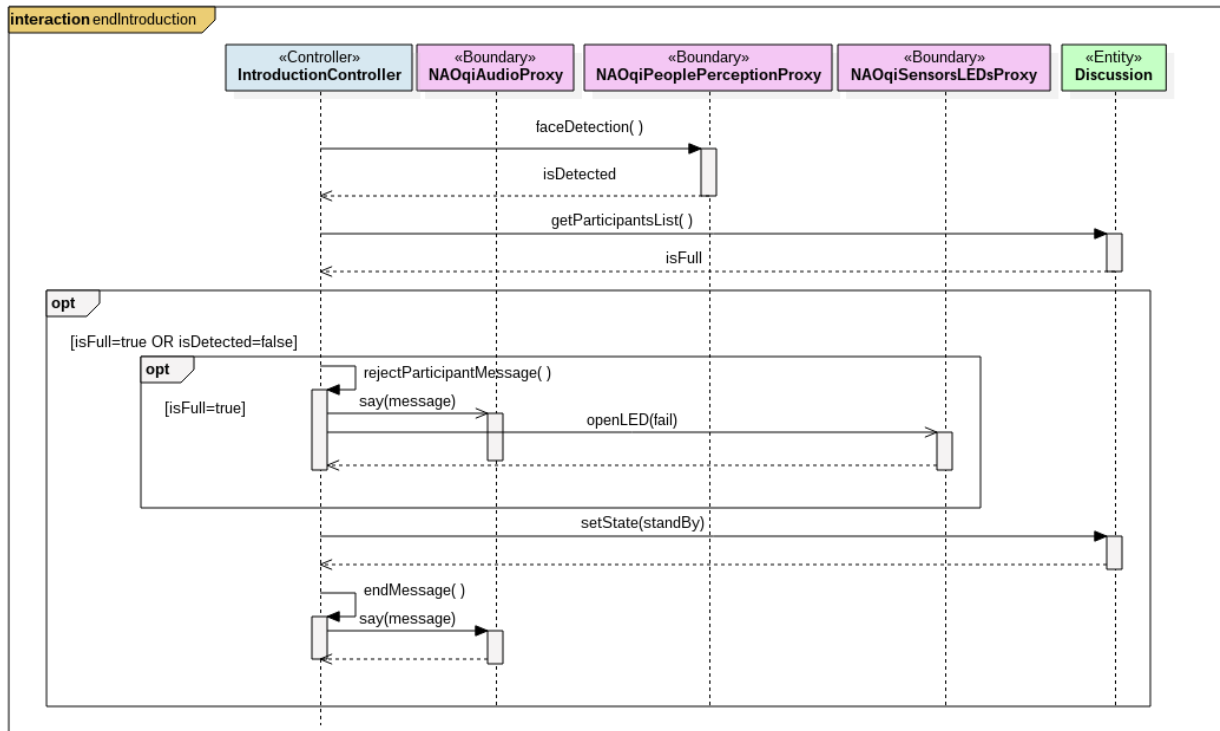 interaction endIntroduction
«Controller»
IntroductionController
«Boundary»
NAOqiAudioProxy
«Boundary»
NAOqiPeoplePerceptionProxy
«Boundary»
NAOqiSensorsLEDsProxy
«Entity»
Discussion
faceDetection( )
isDetected
getParticipantsList( )
isFull
opt
[isFull=true OR isDetected=false]
opt
rejectParticipantMessage( )
[isFull=true]
say(message)
openLED(fail)
setState(standBy)
endMessage( )
say(message)